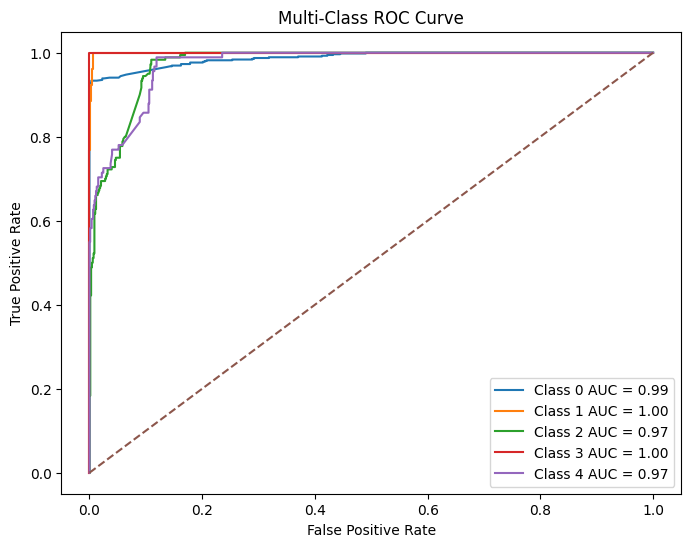 Multi-Class ROC Curve
True Positive Rate
1.0
0.8
0.6
0.4
0.2
0.0
Class 0 AUC = 0.99
Class 1 AUC = 1.00
Class 2 AUC = 0.97
Class 3 AUC = 1.00
Class 4 AUC = 0.97
0.0 0.2 0.4 0.6 0.8 1.0
False Positive Rate